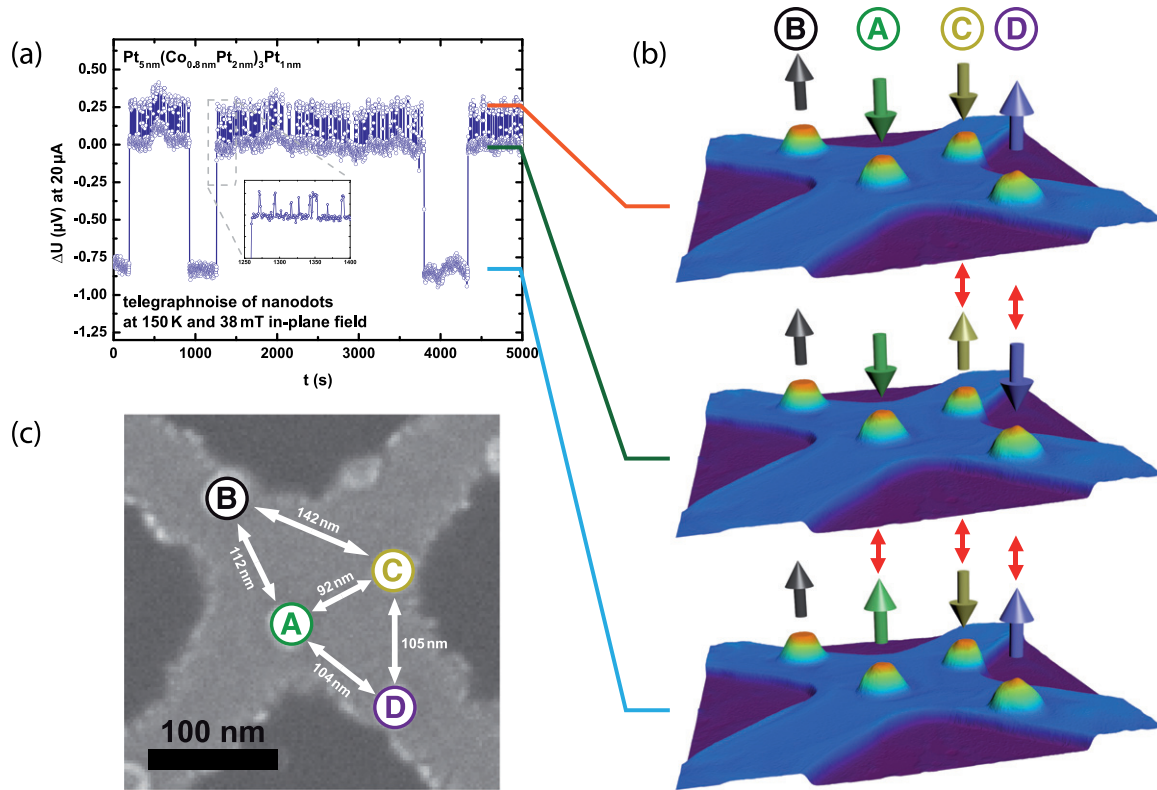 (a)
Pt5nm(Co0.8nmPt2nm)3Pt1nm
0.50
0.25
0.00
-0.25
-0.50
-0.75
-1.00
-1.25
ΔU (µV) at 20 µA
1250 1300 1350 1400
telegraphnoise of nanodots
at 150 K and 38 mT in-plane field
0 1000 2000 3000 4000 5000
t (s)
(b)
B A C D
(c)
B
142 nm
112 nm
C
92 nm
A
105 nm
104 nm
D
100 nm